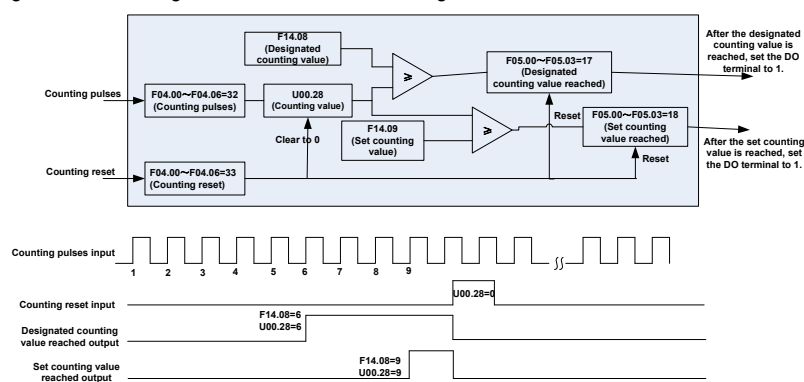 F14.08
(Designated
counting value)
After the designated
counting value is
reached, set the DO
terminal to 1.
≥
F05.00～F05.03=17
(Designated
counting value reached)
Counting pulses
F04.00～F04.06=32
(Counting pulses)
U00.28
(Counting value)
≥
Reset
F05.00～F05.03=18
(Set counting
value reached)
F14.09
(Set counting
value)
Clear to 0
After the set counting
value is reached, set
the DO terminal to 1.
Reset
Counting reset
F04.00～F04.06=33
(Counting reset)
Counting pulses input
1 2 3 4 5 6 7 8 9
Counting reset input
U00.28=0
Designated counting
value reached output
F14.08=6
U00.28=6
Set counting value
reached output
F14.08=9
U00.28=9